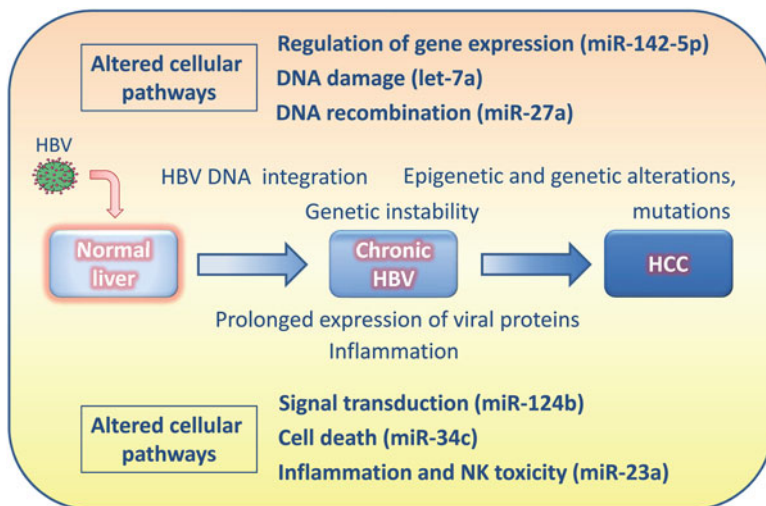 Altered cellular
pathways
Regulation of gene expression (miR-142-5p)
DNA damage (let-7a)
DNA recombination (miR-27a)
HBV
HBV DNA integration
Genetic instability
Epigenetic and genetic alterations,
mutations
Normal
liver
Chronic
HBV
HCC
Prolonged expression of viral proteins
Inflammation
Altered cellular
pathways
Signal transduction (miR-124b)
Cell death (miR-34c)
Inflammation and NK toxicity (miR-23a)